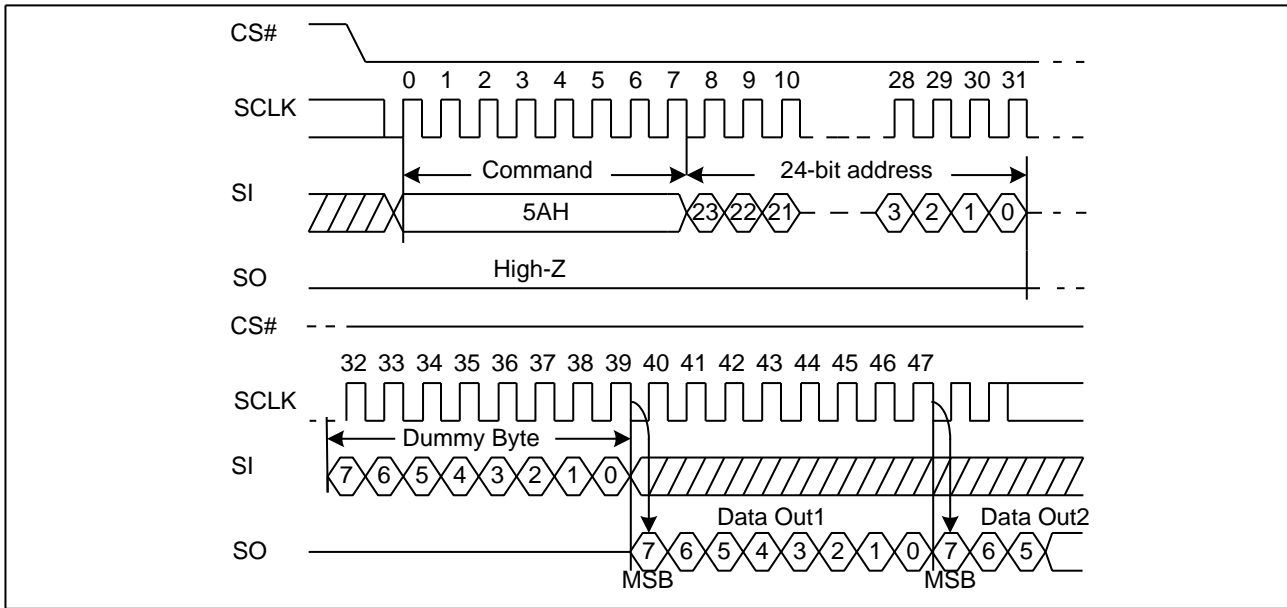 CS#
0 1 2 3 4 5 6 7 8 9 10 28 29 30 31
SCLK
Command 24-bit address
SI
5AH 23 22 21 3 2 1 0
High-Z
SO
CS#
32 33 34 35 36 37 38 39 40 41 42 43 44 45 46 47
SCLK
Dummy Byte
SI
7 6 5 4 3 2 1 0
Data Out1 Data Out2
SO
7 6 5 4 3 2 1 0 7 6 5
MSB MSB